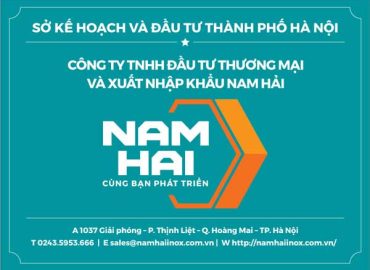 SỞ KẾ HOẠCH VÀ ĐẦU TƯ THÀNH PHỐ HÀ NỘI
CÔNG TY TNHH ĐẦU TƯ THƯƠNG MẠI
VÀ XUẤT NHẬP KHẨU NAM HẢI
NAM
HAI
CÙNG BẠN PHÁT TRIỂN
A 1037 Giải phóng - P. Thịnh Liệt - Q. Hoàng Mai - TP. Hà Nội
T 0243.5953.666 | E sales@namhaiinox.com.vn | W http://namhaiinox.com.vn/